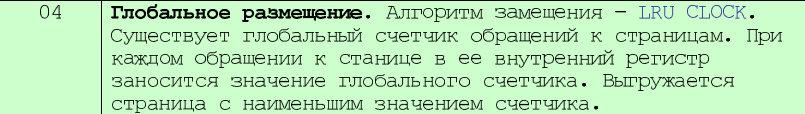 04 Глобальное размещение. Алгоритм замещения – LRU CLOCK.
Существует глобальный счетчик обращений к страницам. При
каждом обращении к станице в ее внутренний регистр
заносится значение глобального счетчика. Выгружается
страница с наименьшим значением счетчика.